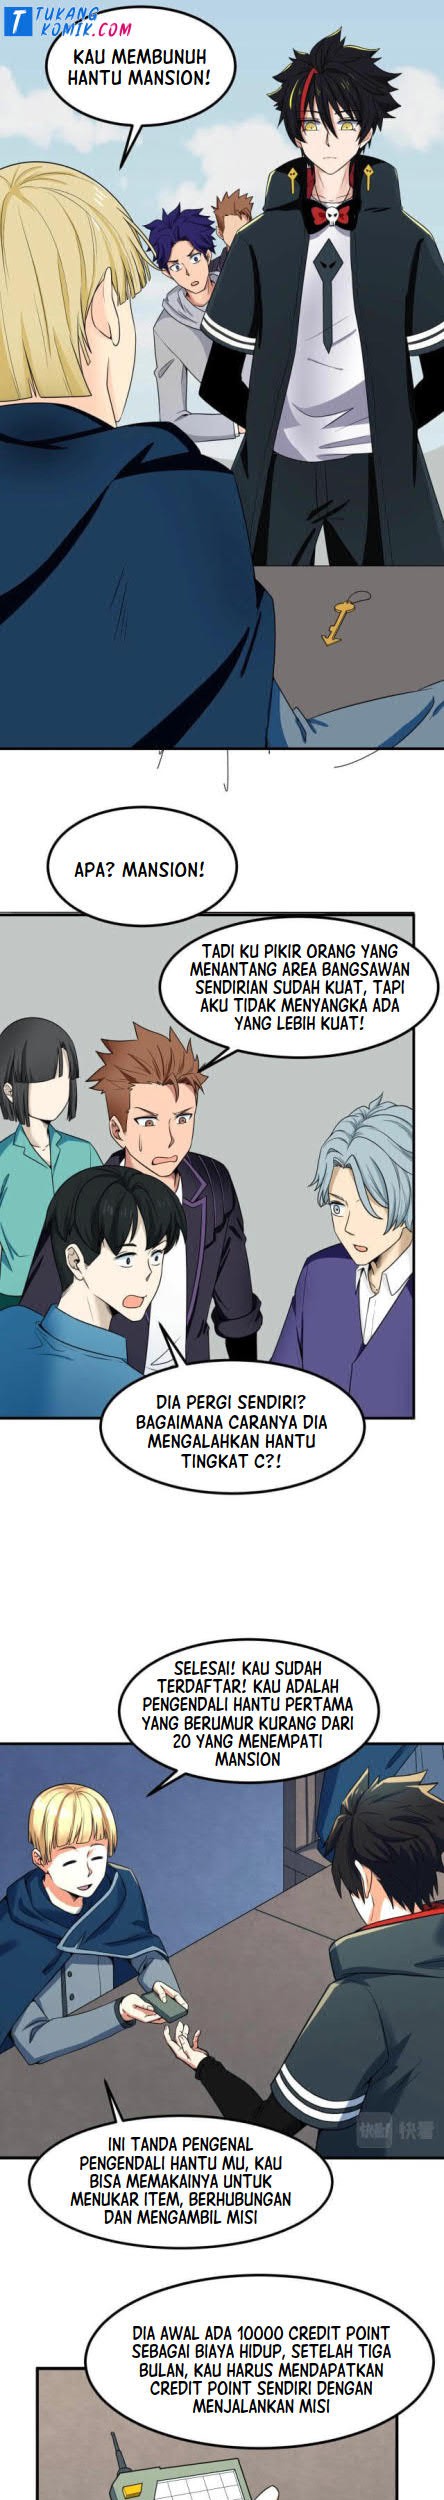 TUKANG
KOMIK.COM
KAU MEMBUNUH
HANTU MANSION!
APA? MANSION!
TADI KU PIKIR ORANG YANG
MENANTANG AREA BANGSAWAN
SENDIRIAN SUDAH KUAT, TAPI
AKU TIDAK MENYANGKA ADA
YANG LEBIH KUAT!
DIA PERGI SENDIRI?
BAGAIMANA CARANYA DIA
MENGALAHKAN HANTU
TINGKAT C?!
SELESAI! KAU SUDAH
TERDAFTAR! KAU ADALAH
PENGENDALI HANTU PERTAMA
YANG BERUMUR KURANG DARI
20 YANG MENEMPATI
MANSION
快看
INI TANDA PENGENAL
PENGENDALI HANTU MU, KAU
BISA MEMAKAINYA UNTUK
MENUKAR ITEM, BERHUBUNGAN
DAN MENGAMBIL MISI
DIA AWAL ADA 10000 CREDIT POINT
SEBAGAI BIAYA HIDUP, SETELAH TIGA
BULAN, KAU HARUS MENDAPATKAN
CREDIT POINT SENDIRI DENGAN
MENJALANKAN MISI